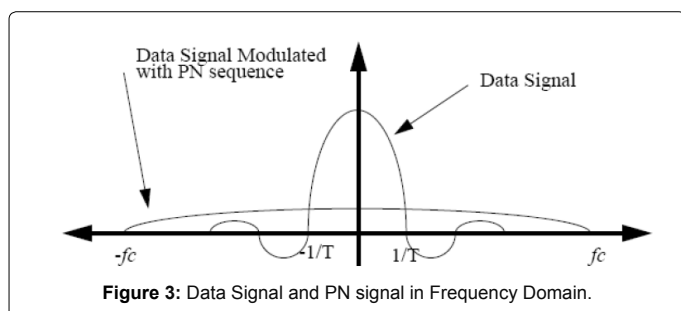 Data Signal Modulated
with PN sequence
Data Signal
-fc
-1/T
1/T
fc
Figure 3: Data Signal and PN signal in Frequency Domain.